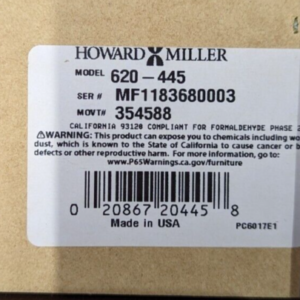 HOWARD MILLER
MODEL 620-445
SER # MF1183680003
MOVT# 354588
CALIFORNIA 93120 COMPLIANT FOR FORMALDEHYDE PHASE 2
⚠WARNING: This product can expose you to chemicals including wo
dust, which is known to the State of California to cause cancer or b
defects or other reproductive harm. For more information go to
www.P65Warnings.ca.gov/furniture
0 20867 20445 8
Made in USA
PC6017E1